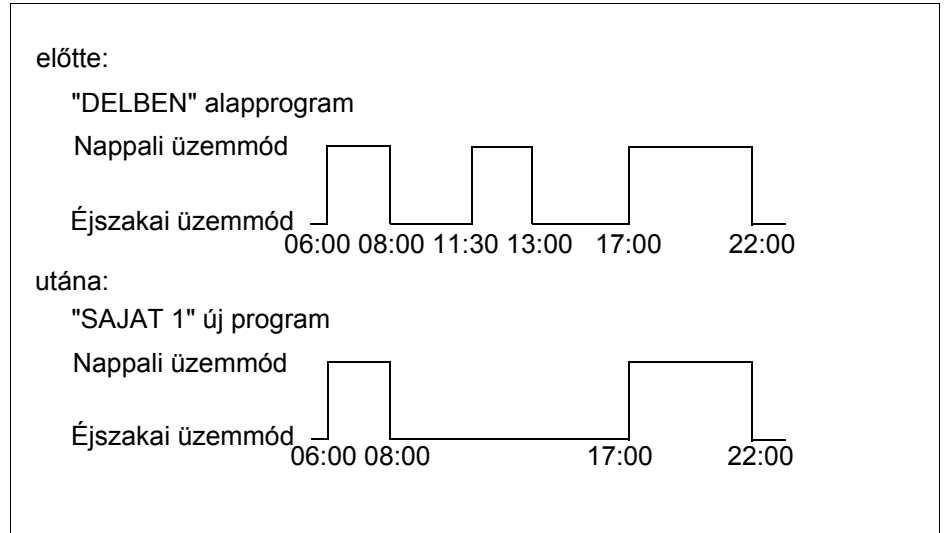 előtte:
"DELBEN" alapprogram
Nappali üzemmód
Éjszakai üzemmód
06:00 08:00 11:30 13:00 17:00 22:00
utána:
"SAJAT 1" új program
Nappali üzemmód
Éjszakai üzemmód
06:00 08:00 17:00 22:00